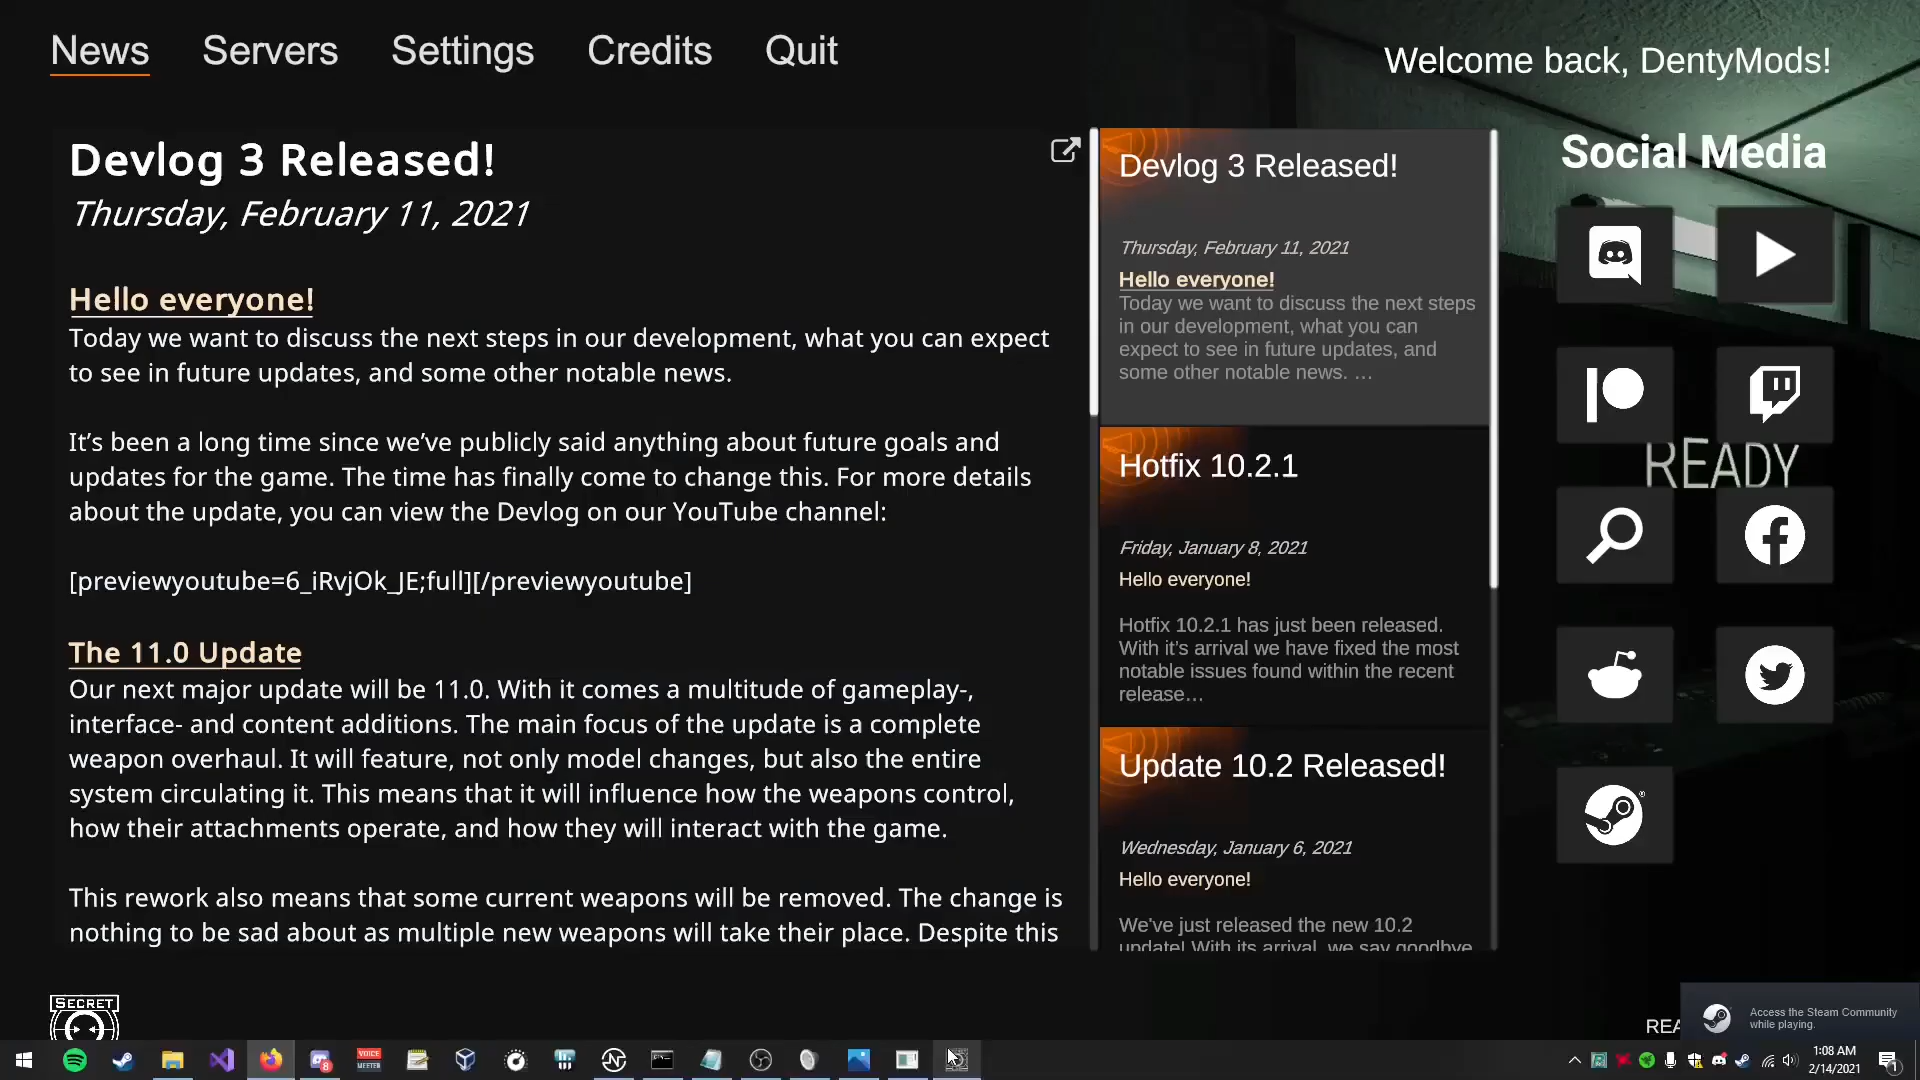 News Servers Settings Credits Quit
Welcome back, DentyMods!
Devlog 3 Released!
Thursday, February 11, 2021
Hello everyone!
Today we want to discuss the next steps in our development, what you can expect
to see in future updates, and some other notable news.
It's been a long time since we've publicly said anything about future goals and
updates for the game. The time has finally come to change this. For more details
about the update, you can view the Devlog on our YouTube channel:
[previewyoutube=6_iRvjOk_JE;full][/previewyoutube]
The 11.0 Update
Our next major update will be 11.0. With it comes a multitude of gameplay-,
interface- and content additions. The main focus of the update is a complete
weapon overhaul. It will feature, not only model changes, but also the entire
system circulating it. This means that it will influence how the weapons control,
how their attachments operate, and how they will interact with the game.
This rework also means that some current weapons will be removed. The change is
nothing to be sad about as multiple new weapons will take their place. Despite this
Devlog 3 Released!
Thursday, February 11, 2021
Hello everyone!
Today we want to discuss the next steps
in our development, what you can
expect to see in future updates, and
some other notable news. ...
Hotfix 10.2.1
Friday, January 8, 2021
Hello everyone!
Hotfix 10.2.1 has just been released.
With it's arrival we have fixed the most
notable issues found within the recent
release...
Update 10.2 Released!
Wednesday, January 6, 2021
Hello everyone!
We've just released the new 10.2
update! With its arrival, we say goodbye
Social Media
READY
SECRET
REA
Access the Steam Community
while playing.
VOICE
MEETER
8
1:08 AM
2/14/2021
1